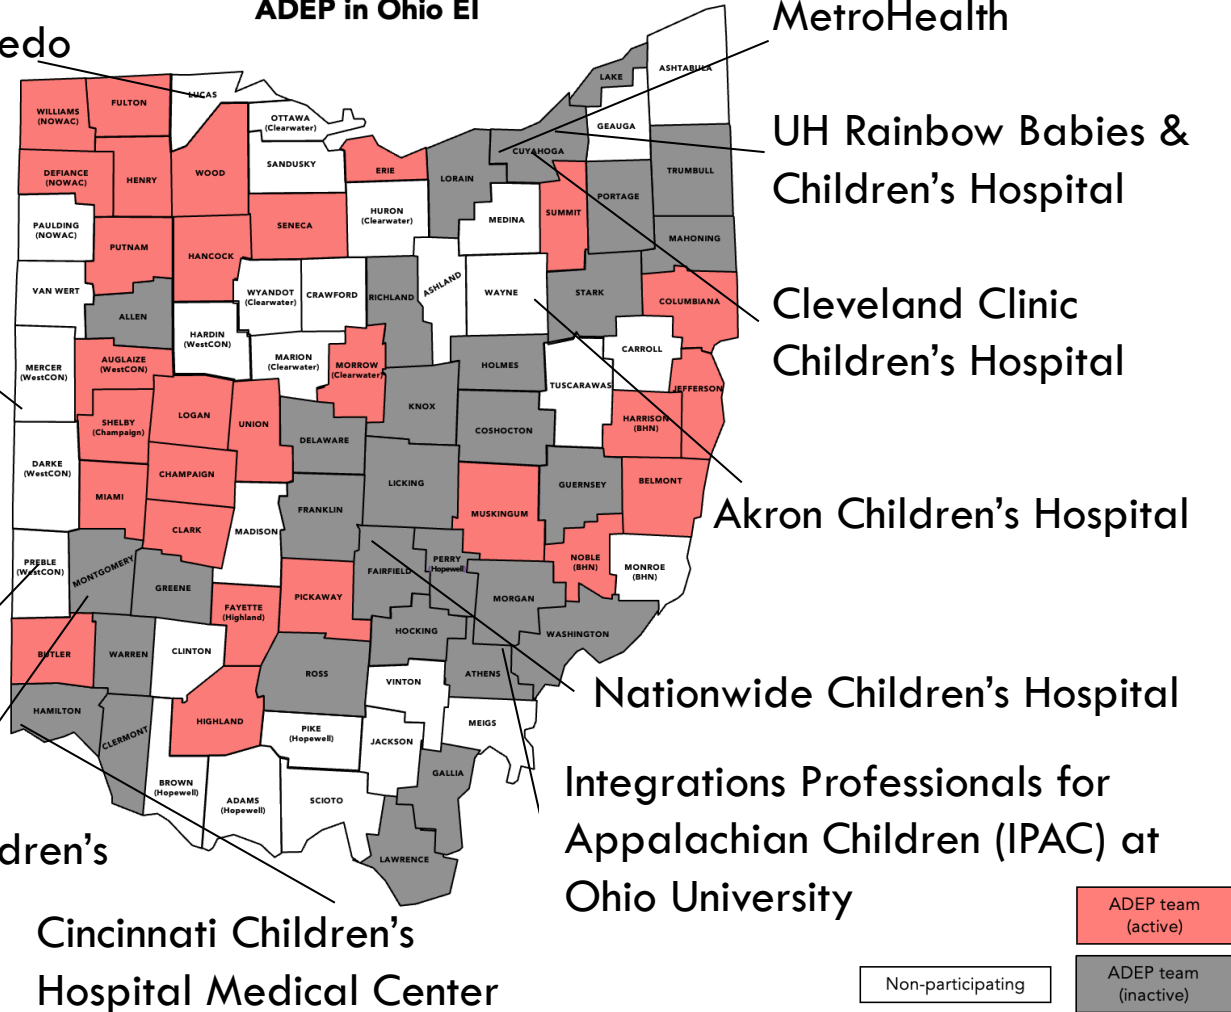 ADEP in Ohio EI
MetroHealth
edo
UH Rainbow Babies &
Children's Hospital
Cleveland Clinic
Children's Hospital
Akron Children's Hospital
Nationwide Children's Hospital
Integrations Professionals for
Appalachian Children (IPAC) at
Ohio University
dren's
Cincinnati Children's
Hospital Medical Center
WILLIAMS
(NOWAC)
FULTON
LUCAS
OTTAWA
(Clearwater)
LAKE
ASHTABULA
GEAUGA
CUYAHOGA
DEFIANCE
(NOWAC)
HENRY
WOOD
SANDUSKY
ERIE
LORAIN
TRUMBULL
PORTAGE
SUMMIT
MEDINA
HURON
(Clearwater)
SENECA
PAULDING
(NOWAC)
PUTNAM
HANCOCK
MAHONING
VAN WERT
WYANDOT
(Clearwater)
CRAWFORD
RICHLAND
ASHLAND
WAYNE
STARK
COLUMBIANA
ALLEN
HARDIN
(WestCON)
MARION
(Clearwater)
MORROW
(Clearwater)
HOLMES
CARROLL
MERCER
(WestCON)
AUGLAIZE
(WestCON)
TUSCARAWAS
JEFFERSON
SHELBY
(Champaign)
LOGAN
UNION
DELAWARE
KNOX
COSHOCTON
HARRISON
(BHN)
DARKE
(WestCON)
MIAMI
CHAMPAIGN
LICKING
GUERNSEY
BELMONT
CLARK
MADISON
FRANKLIN
MUSKINGUM
PREBLE
(WestCON)
MONTGOMERY
GREENE
FAYETTE
(Highland)
PICKAWAY
FAIRFIELD
PERRY
(Hopewell)
MORGAN
NOBLE
(BHN)
MONROE
(BHN)
BUTLER
WARREN
CLINTON
ROSS
HOCKING
WASHINGTON
ATHENS
VINTON
HAMILTON
CLERMONT
HIGHLAND
PIKE
(Hopewell)
JACKSON
MEIGS
BROWN
(Hopewell)
ADAMS
(Hopewell)
SCIOTO
GALLIA
LAWRENCE
ADEP team
(active)
Non-participating
ADEP team
(inactive)